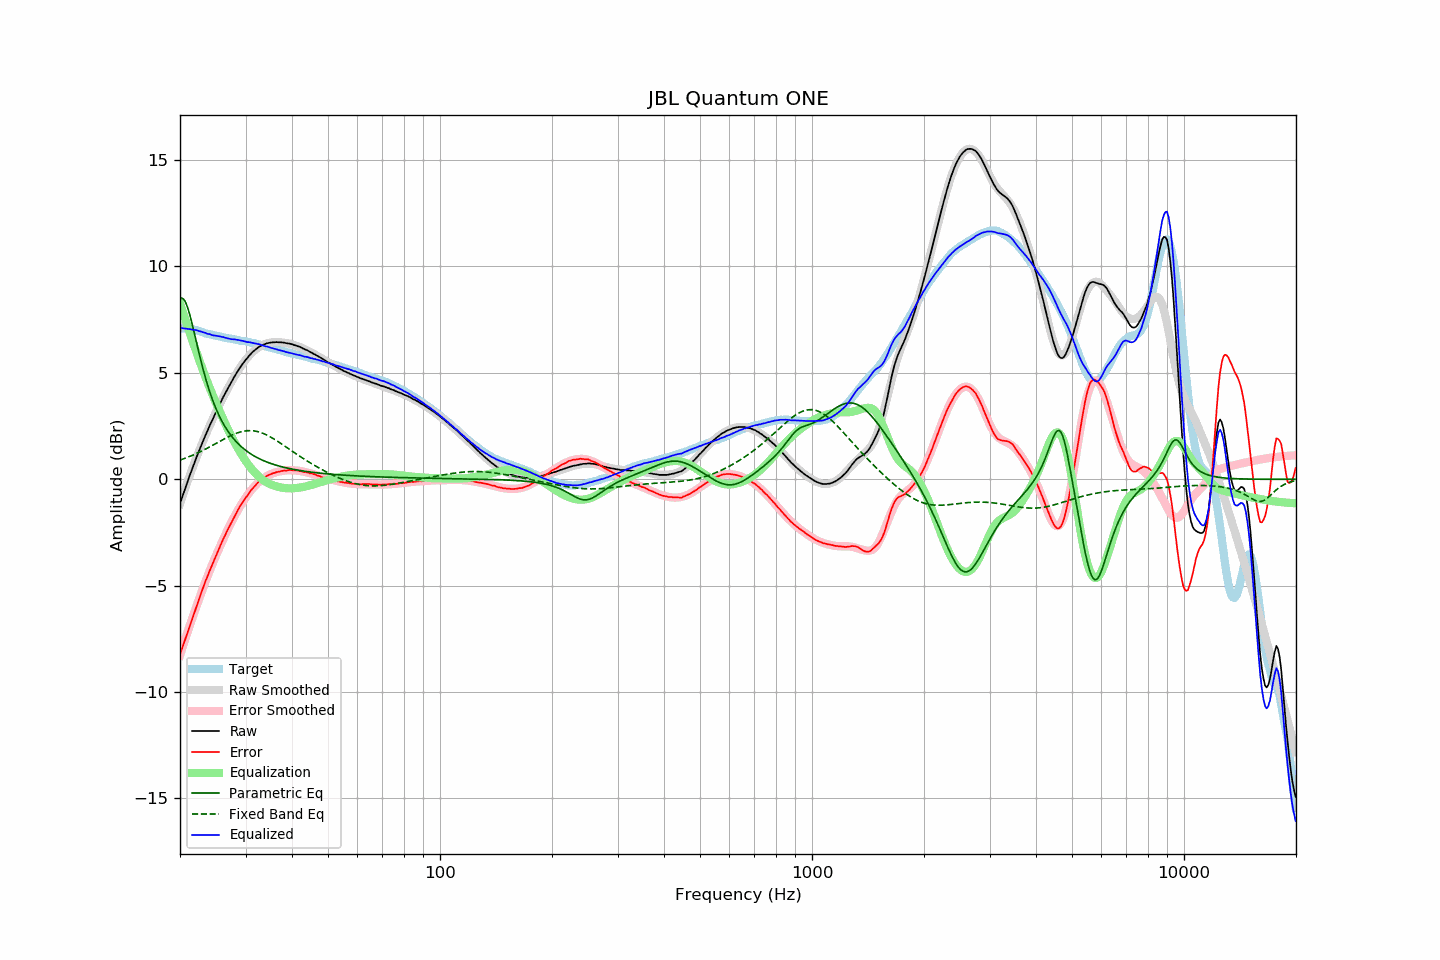 JBL Quantum ONE
Amplitude (dBr)
15
10
5
0
−5
−10
−15
Target
Raw Smoothed
Error Smoothed
Raw
Error
Equalization
Parametric Eq
Fixed Band Eq
Equalized
100
1000
10000
Frequency (Hz)